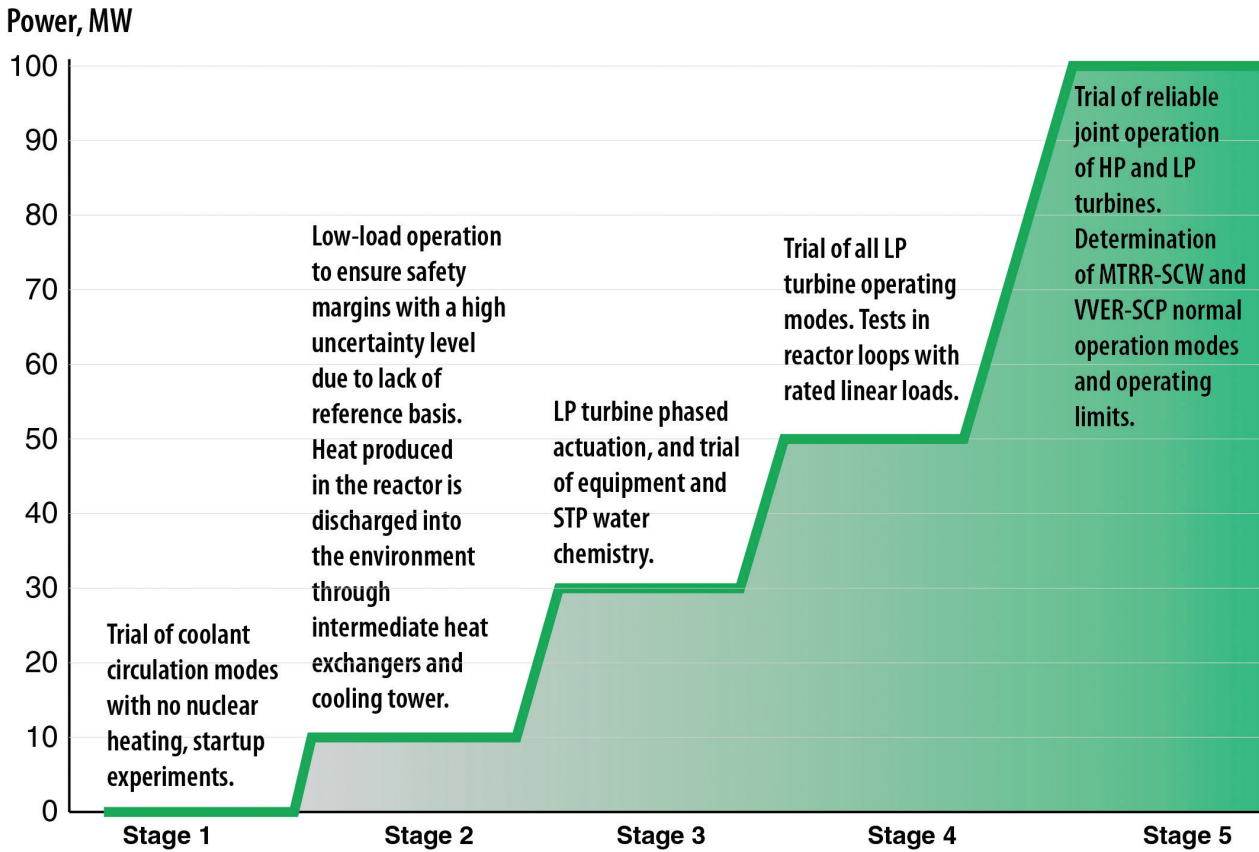 Power, MW
100
90
80
70
60
50
40
30
20
10
0
Trial of coolant
circulation modes
with no nuclear
heating, startup
experiments.
Low-load operation
to ensure safety
margins with a high
uncertainty level
due to lack of
reference basis.
Heat produced
in the reactor is
discharged into
the environment
through
intermediate heat
exchangers and
cooling tower.
LP turbine phased
actuation, and trial
of equipment and
STP water
chemistry.
Trial of all LP
turbine operating
modes. Tests in
reactor loops with
rated linear loads.
Trial of reliable
joint operation
of HP and LP
turbines.
Determination
of MTRR-SCW and
VVER-SCP normal
operation modes
and operating
limits.
Stage 1
Stage 2
Stage 3
Stage 4
Stage 5